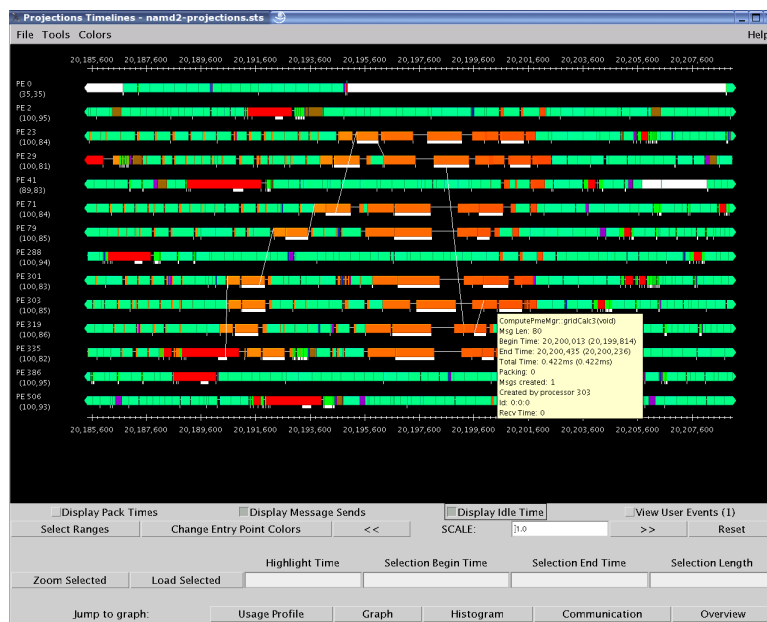 Projections Timelines - namd2-projections.sts
File Tools Colors Help
20,185,600 20,187,600 20,189,600 20,191,600 20,193,600 20,195,600 20,197,600 20,199,600 20,201,600 20,203,600 20,205,600 20,207,600
PE 0
(35,35)
PE 2
(100,95)
PE 23
(100,84)
PE 29
(100,81)
PE 41
(89,83)
PE 71
(100,84)
PE 79
(100,85)
PE 288
(100,94)
PE 301
(100,83)
PE 303
(100,85)
PE 319
(100,86)
PE 335
(100,82)
PE 386
(100,95)
PE 506
(100,93)
ComputePmeMgr::gridCalc3(void)
Msg Len: 80
Begin Time: 20,200,013 (20,199,814)
End Time: 20,200,435 (20,200,236)
Total Time: 0.422ms (0.422ms)
Packing: 0
Msgs created: 1
Created by processor 303
Id: 0:0:0
Recv Time: 0
20,185,600 20,187,600 20,189,600 20,191,600 20,193,600 20,195,600 20,197,600 20,199,600 20,201,600 20,203,600 20,205,600 20,207,600
Display Pack Times Display Message Sends Display Idle Time View User Events (1)
Select Ranges Change Entry Point Colors << SCALE: 1.0 >> Reset
Highlight Time Selection Begin Time Selection End Time Selection Length
Zoom Selected Load Selected
Jump to graph: Usage Profile Graph Histogram Communication Overview